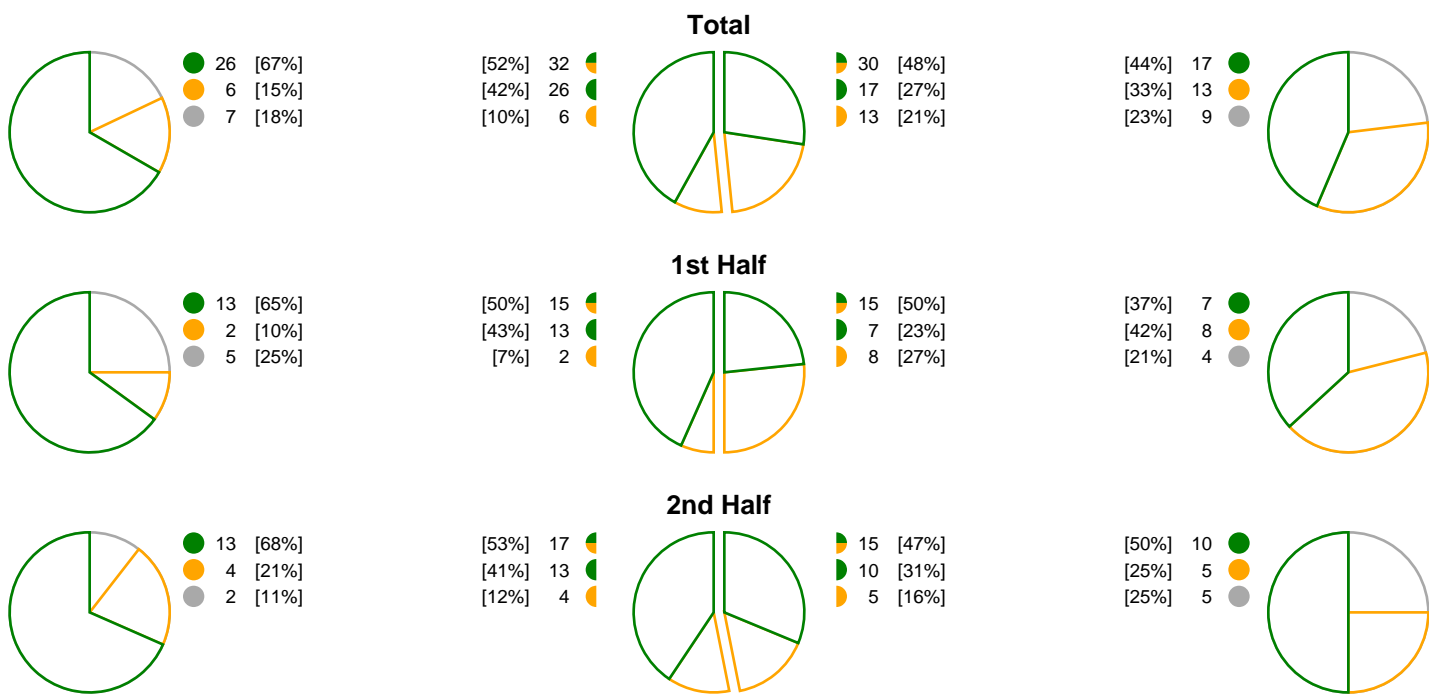 Total
26 [67%] [52%] 32 30 [48%] [44%] 17
6 [15%] [42%] 26 17 [27%] [33%] 13
7 [18%] [10%] 6 13 [21%] [23%] 9
1st Half
13 [65%] [50%] 15 15 [50%] [37%] 7
2 [10%] [43%] 13 7 [23%] [42%] 8
5 [25%] [7%] 2 8 [27%] [21%] 4
2nd Half
13 [68%] [53%] 17 15 [47%] [50%] 10
4 [21%] [41%] 13 10 [31%] [25%] 5
2 [11%] [12%] 4 5 [16%] [25%] 5